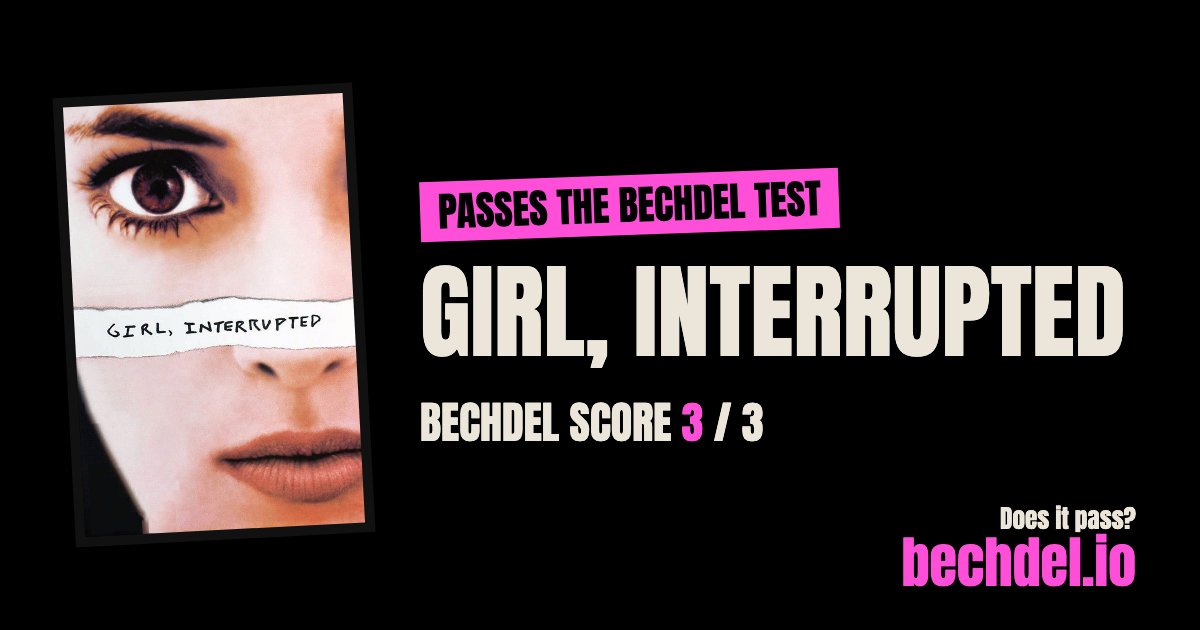 GIRL, INTERRUPTED
PASSES THE BECHDEL TEST
GIRL, INTERRUPTED
BECHDEL SCORE 3 / 3
Does it pass?
bechdel.io